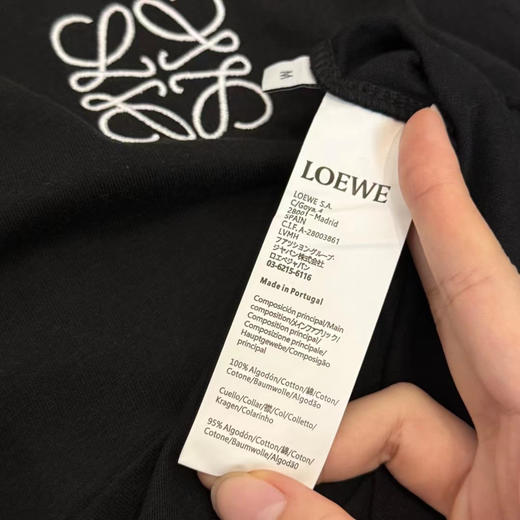 M
LOEWE
LOEWE S.A.
C/Goya, 4
28001-Madrid
SPAIN
C.I.F. A-28003861
LVMH
ファッショングループ・
ジャパン株式会社
ロエベジャパン
03-6215-6116
Made in Portugal
Composición principal/Main
composition/メインファブリック/
Composition principal/
Composizione principale/
Hauptgewebe/Composição
principal
100% Algodón/Cotton/綿/Coton/
Cotone/Baumwolle/Algodão
Cuello/Collar/襟/Col/Colletto/
Kragen/Colarinho
95% Algodón/Cotton/綿/Coton/
Cotone/Baumwolle/Algodão